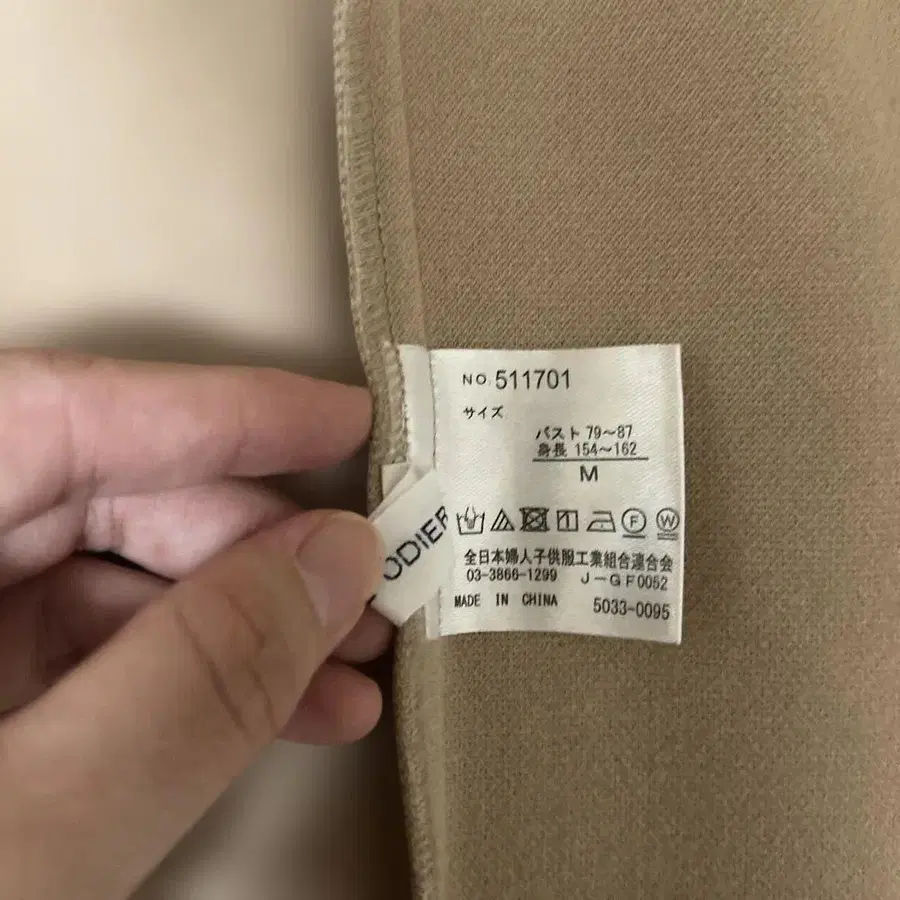 NO. 511701
サイズ
バスト 79～87
身長 154～162
M
F W
ODIER
全日本婦人子供服工業組合連合会
03-3866-1299 J-GF0052
MADE IN CHINA 5033-0095